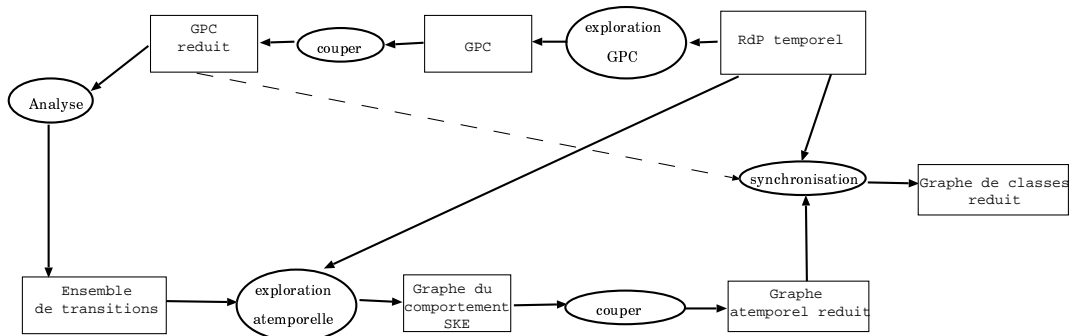 GPC
reduit
couper
GPC
exploration
GPC
RdP temporel
Analyse
synchronisation
Graphe de classes
reduit
Ensemble
de transitions
exploration
atemporelle
Graphe du
comportement
SKE
couper
Graphe
atemporel reduit